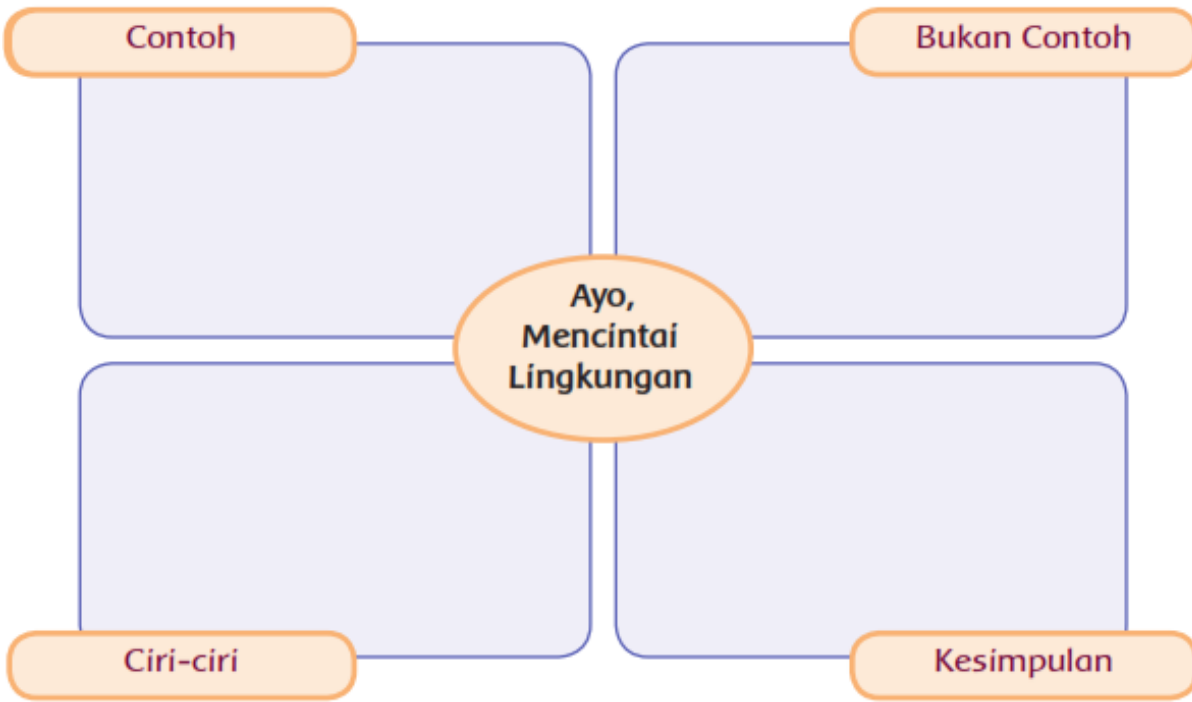 Contoh
Bukan Contoh
Ayo,
Mencintai
Lingkungan
Ciri-ciri
Kesimpulan